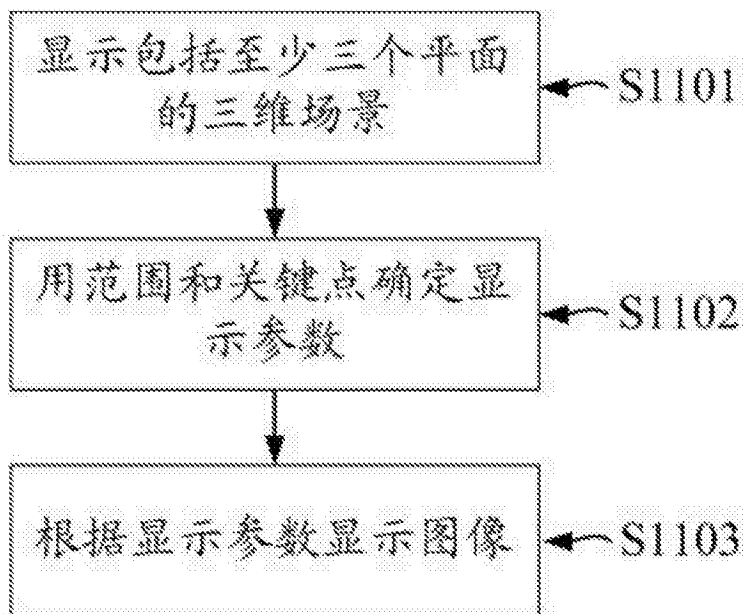 显示包括至少三个平面
的三维场景
S1101
用范围和关键点确定显
示参数
S1102
根据显示参数显示图像
S1103